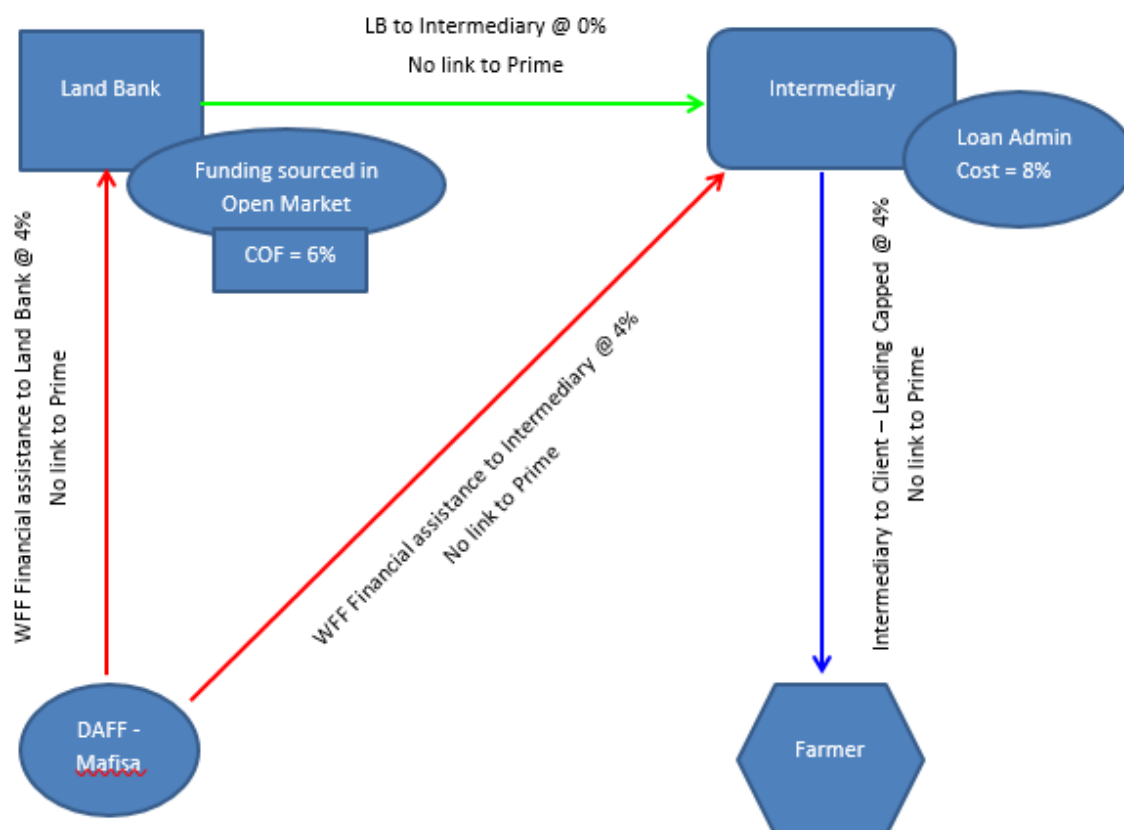 LB to Intermediary @ 0%
No link to Prime
Land Bank
Intermediary
Funding sourced in
Open Market
COF = 6%
Loan Admin
Cost = 8%
WFF Financial assistance to Land Bank @ 4%
No link to Prime
WFF Financial assistance to Intermediary @ 4%
No link to Prime
Intermediary to Client – Lending Capped @ 4%
No link to Prime
DAFF -
Mafisa
Farmer